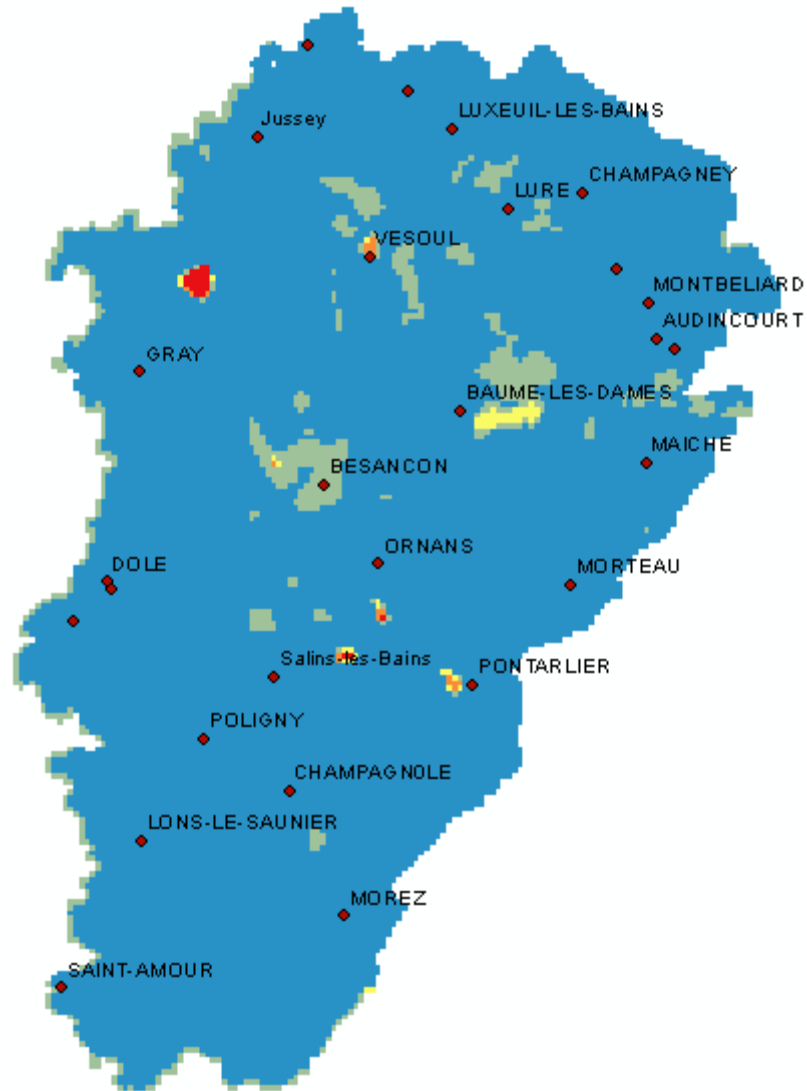 LUXEUIL-LES-BAINS
Jussey
CHAMPAGNEY
LURE
VESOUL
MONTBELIARD
AUDINCOURT
GRAY
BAUME-LES-DAMES
MAICHE
BESANCON
ORNANS
DOLE
MORTEAU
Salins-les-Bains
PONTARLIER
POLIGNY
CHAMPAGNOLE
LONS-LE-SAUNIER
MOREZ
SAINT-AMOUR